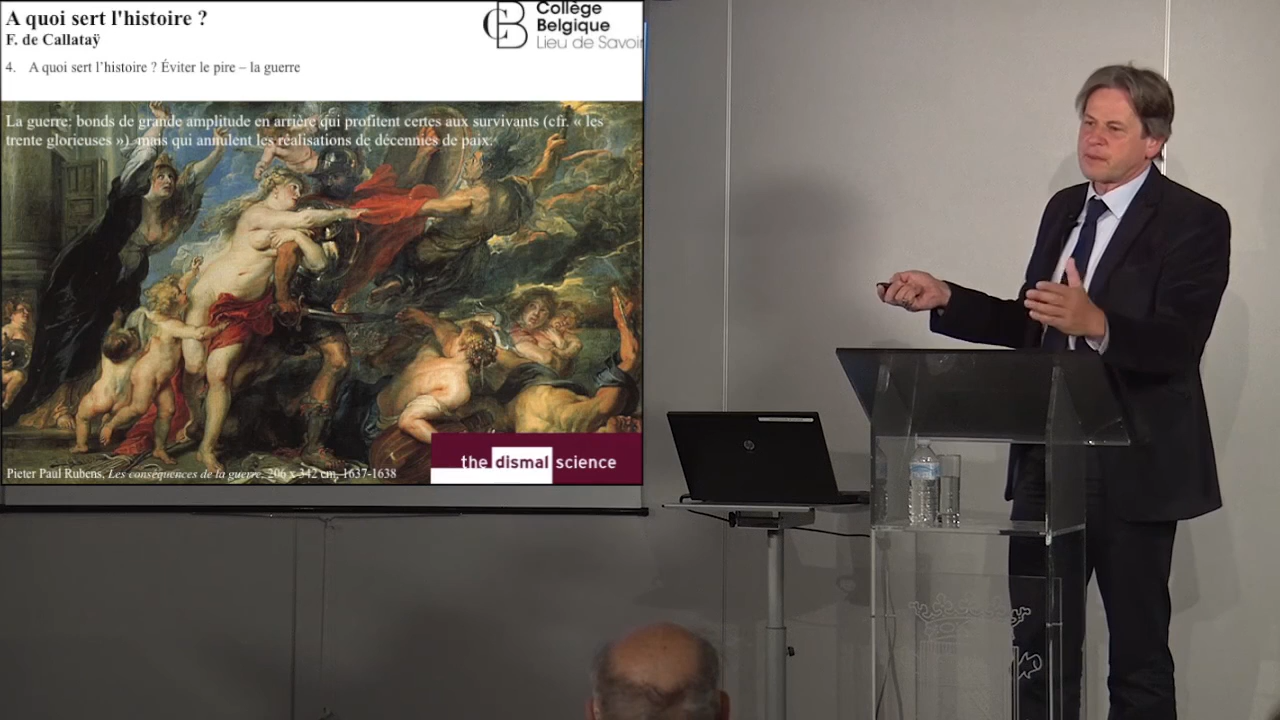 A quoi sert l'histoire ?
F. de Callataÿ
Collège
Belgique
Lieu de Savoir
4. A quoi sert l'histoire ? Éviter le pire – la guerre
La guerre: bonds de grande amplitude en arrière qui profitent certes aux survivants (cfr. « les
trente glorieuses »), mais qui annulent les réalisations de décennies de paix.
Pieter Paul Rubens, Les conséquences de la guerre, 206 x 342 cm, 1637-1638
the dismal science
hp